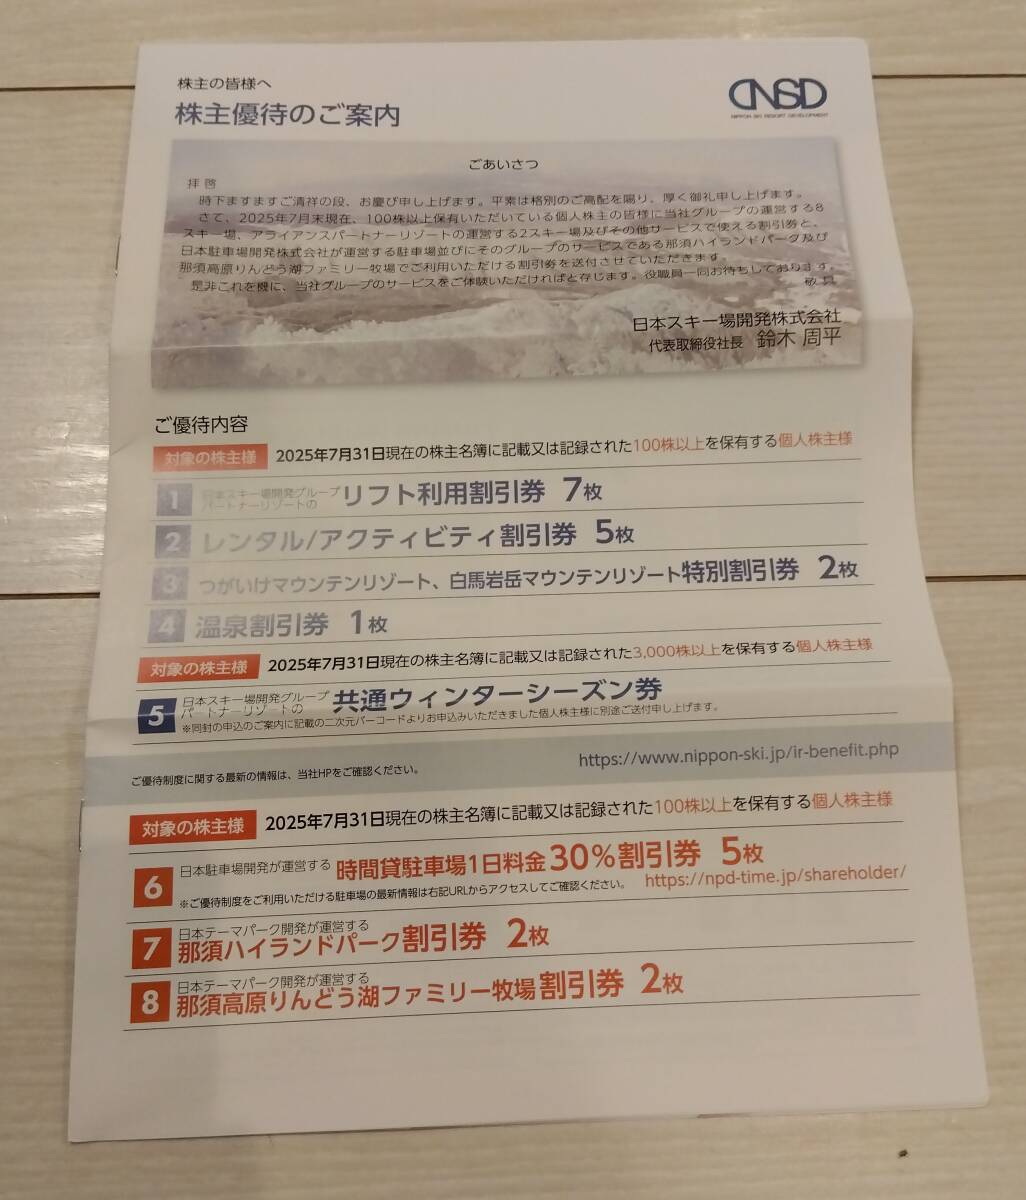 株主の皆様へ
株主優待のご案内
NSD
NIPPON SKI RESORT DEVELOPMENT
ごあいさつ
拝啓
時下ますますご清祥の段、お慶び申し上げます。平素は格別のご高配を賜り、厚く御礼申し上げます。
さて、2025年7月末現在、100株以上保有いただいている個人株主の皆様に当社グループの運営する8
スキー場、アライアンスパートナーリゾートの運営する2スキー場及びその他サービスで使える割引券と、
日本駐車場開発株式会社が運営する駐車場並びにそのグループのサービスである那須ハイランドパーク及び
那須高原りんどう湖ファミリー牧場でご利用いただける割引券を送付させていただきます。
是非これを機に、当社グループのサービスをご体験いただければと存じます。役職員一同お待ちしております。
敬具
日本スキー場開発株式会社
代表取締役社長 鈴木 周平
ご優待内容
対象の株主様 2025年7月31日現在の株主名簿に記載又は記録された100株以上を保有する個人株主様
1 日本スキー場開発グループ
パートナーリゾートの リフト利用割引券 7枚
2 レンタル/アクティビティ割引券 5枚
3 つがいけマウンテンリゾート、白馬岩岳マウンテンリゾート特別割引券 2枚
4 温泉割引券 1枚
対象の株主様 2025年7月31日現在の株主名簿に記載又は記録された3,000株以上を保有する個人株主様
5 日本スキー場開発グループ
パートナーリゾートの 共通ウィンターシーズン券
※同封の申込のご案内に記載の二次元バーコードよりお申込みいただきました個人株主様に別途ご送付申し上げます。
ご優待制度に関する最新の情報は、当社HPをご確認ください。 https://www.nippon-ski.jp/ir-benefit.php
対象の株主様 2025年7月31日現在の株主名簿に記載又は記録された100株以上を保有する個人株主様
6 日本駐車場開発が運営する 時間貸駐車場1日料金30%割引券 5枚
※ご優待制度をご利用いただける駐車場の最新情報は右記URLからアクセスしてご確認ください。 https://npd-time.jp/shareholder/
7 日本テーマパーク開発が運営する
那須ハイランドパーク割引券 2枚
8 日本テーマパーク開発が運営する
那須高原りんどう湖ファミリー牧場割引券 2枚